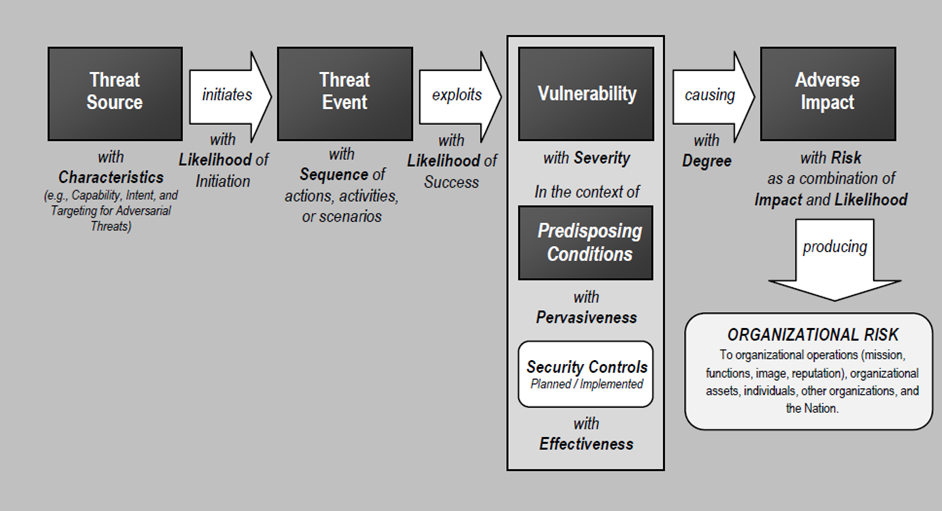 Threat
Source
initiates
Threat
Event
exploits
Vulnerability
causing
Adverse
Impact
with
Characteristics
(e.g., Capability, Intent, and
Targeting for Adversarial
Threats)
with
Likelihood of
Initiation
with
Sequence of
actions, activities,
or scenarios
with
Likelihood of
Success
with Severity
In the context of
Predisposing
Conditions
with
Pervasiveness
Security Controls
Planned / Implemented
with
Effectiveness
with
Degree
with Risk
as a combination of
Impact and Likelihood
producing
ORGANIZATIONAL RISK
To organizational operations (mission,
functions, image, reputation), organizational
assets, individuals, other organizations, and
the Nation.